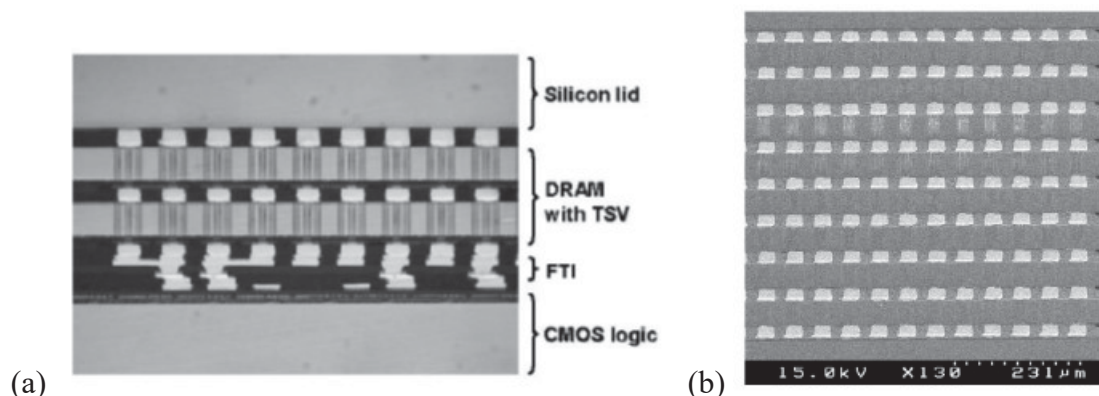 Silicon lid
DRAM
with TSV
FTI
CMOS logic
(a)
(b)
15.0kV X130 231μm